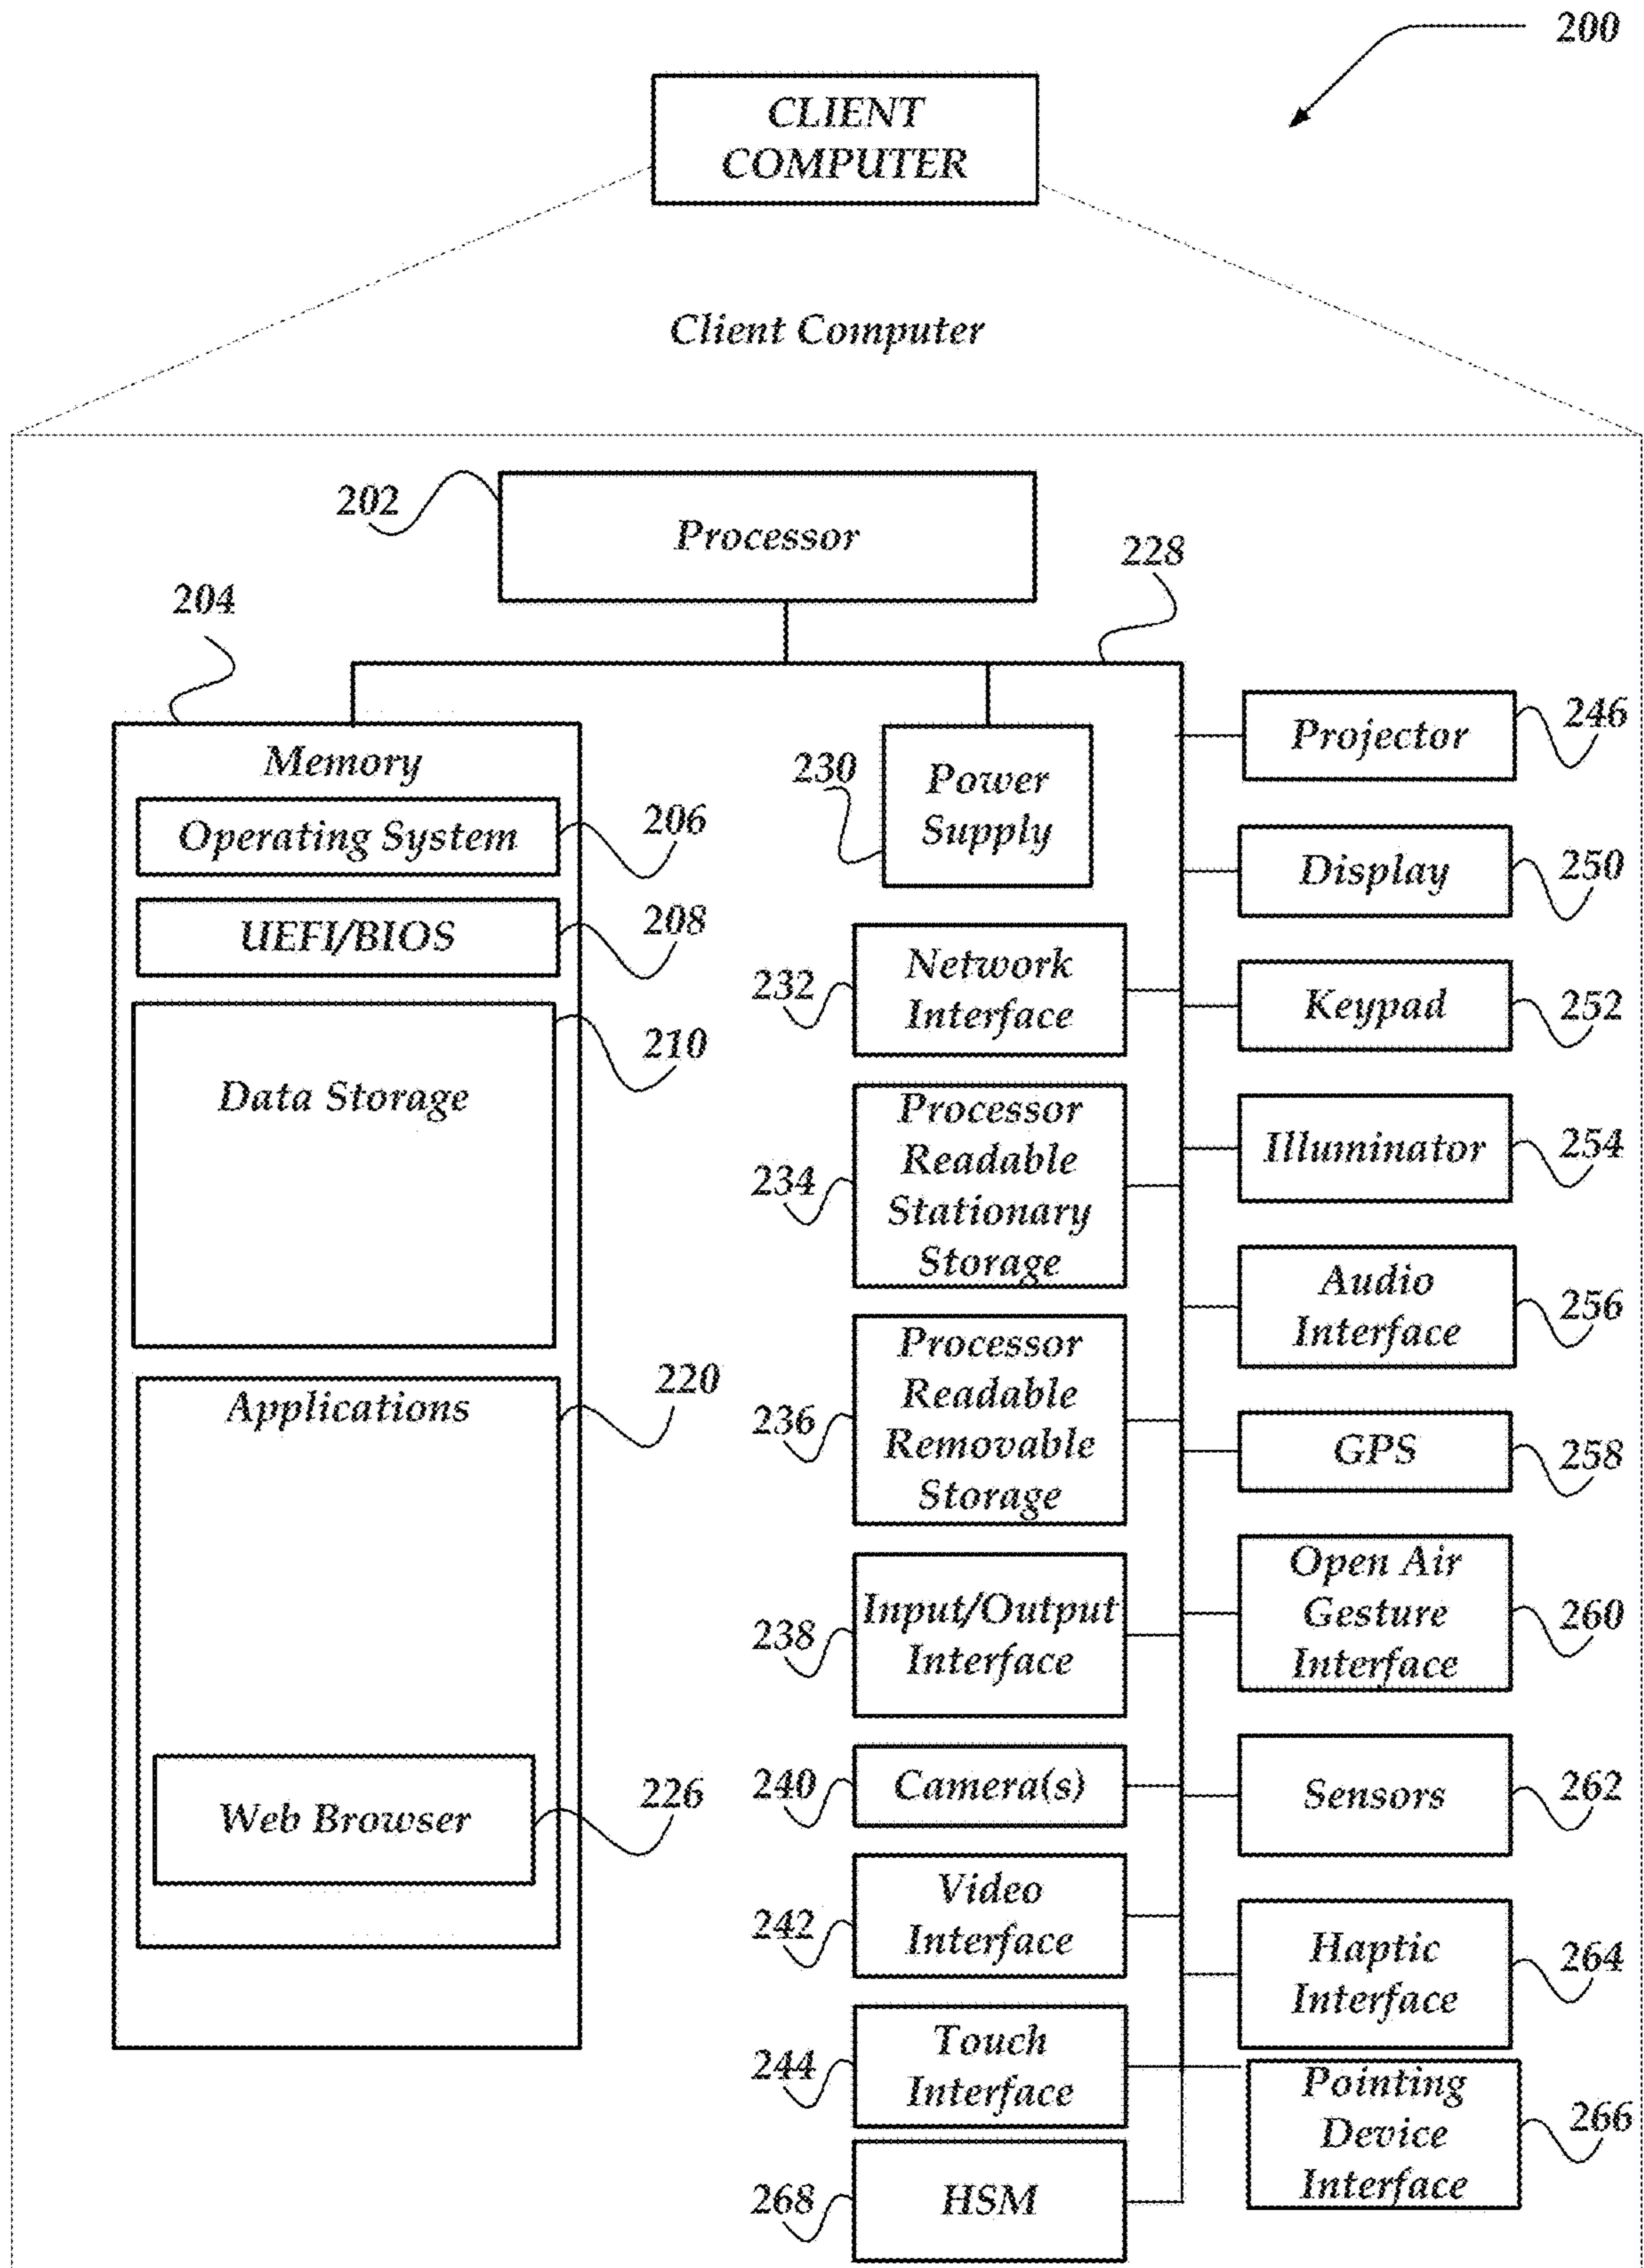 200
CLIENT
COMPUTER
Client Computer
202
Processor
228
204
Memory
Operating System
206
UEFI/BIOS
208
Data Storage
210
Applications
220
Web Browser
226
230
Power
Supply
232
Network
Interface
234
Processor
Readable
Stationary
Storage
236
Processor
Readable
Removable
Storage
238
Input/Output
Interface
240
Camera(s)
242
Video
Interface
244
Touch
Interface
268
HSM
Projector
246
Display
250
Keypad
252
Illuminator
254
Audio
Interface
256
GPS
258
Open Air
Gesture
Interface
260
Sensors
262
Haptic
Interface
264
Pointing
Device
Interface
266